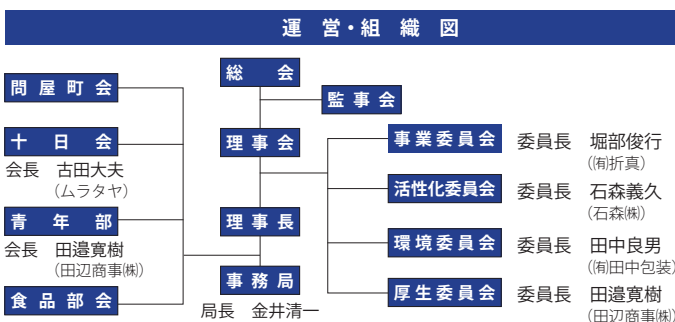 運営・組織図
総会
監事会
理事会
理事長
事務局
局長 金井清一
問屋町会
十日会
会長 古田大夫
(ムラタヤ)
青年部
会長 田邉寛樹
(田辺商事㈱)
食品部会
事業委員会 委員長 堀部俊行
(㈲折真)
活性化委員会 委員長 石森義久
(石森㈱)
環境委員会 委員長 田中良男
(㈲田中包装)
厚生委員会 委員長 田邉寛樹
(田辺商事㈱)